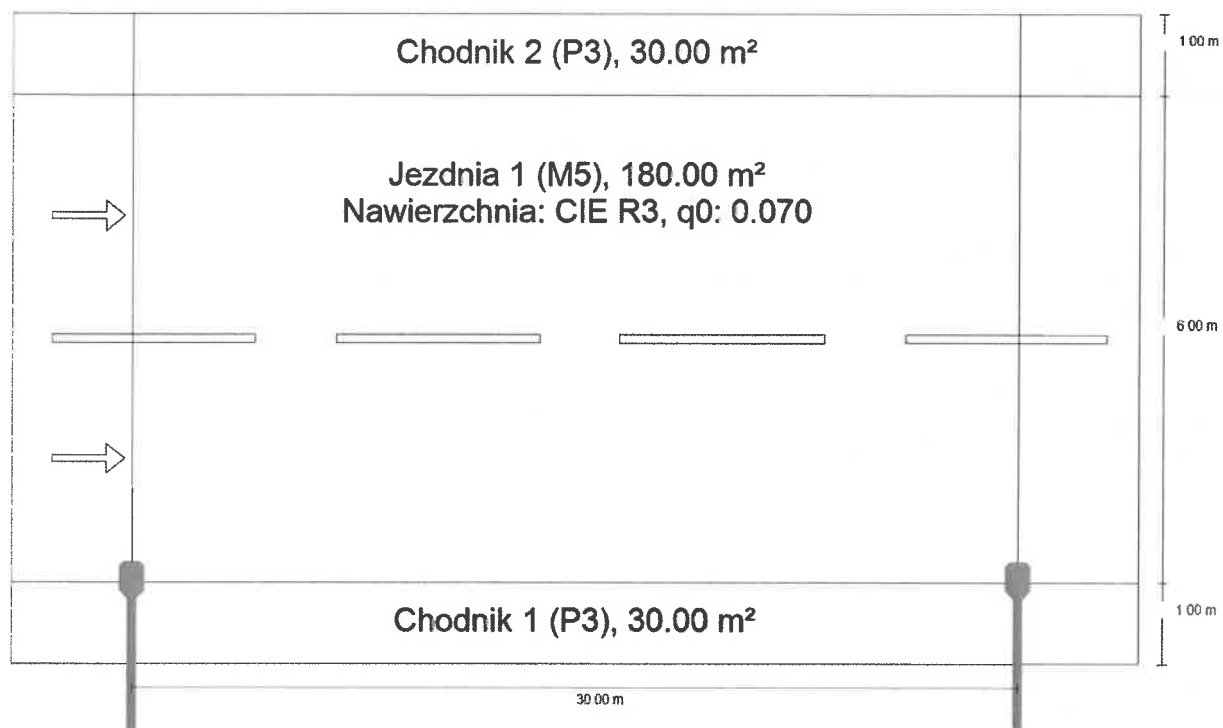 Chodnik 2 (P3), 30.00 m²
1.00 m
Jezdnia 1 (M5), 180.00 m²
Nawierzchnia: CIE R3, q0: 0.070
6.00 m
Chodnik 1 (P3), 30.00 m²
1.00 m
30.00 m